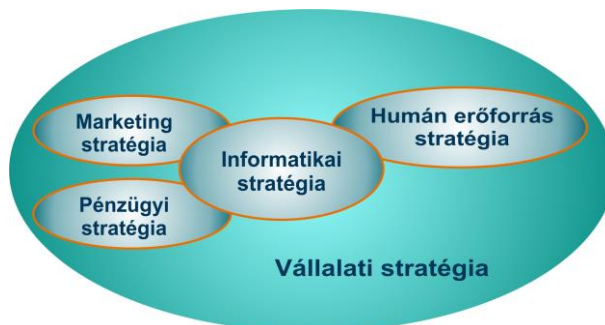 Marketing
stratégia
Humán erőforrás
stratégia
Informatikai
stratégia
Pénzügyi
stratégia
Vállalati stratégia